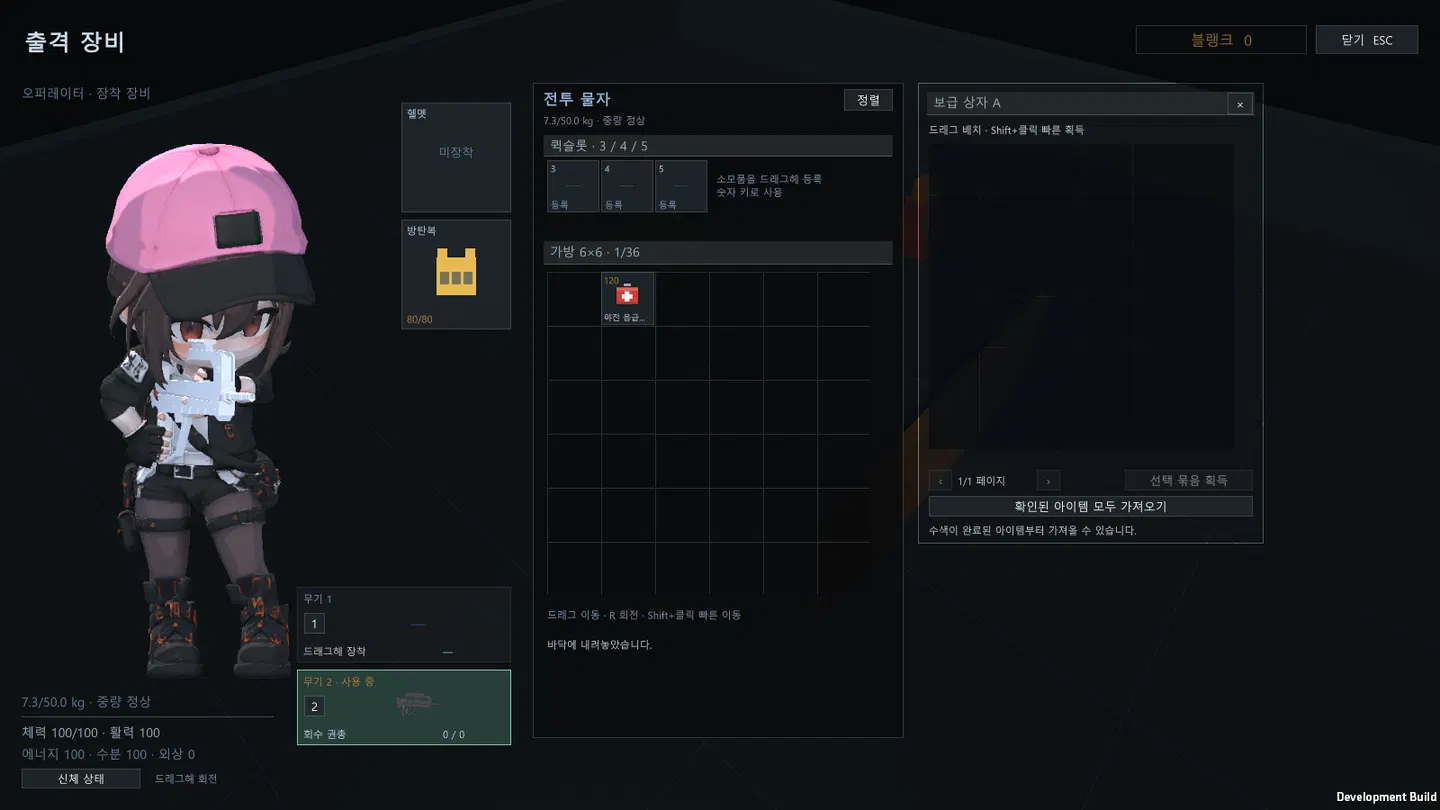 출격 장비
블랭크 0
닫기 ESC
오퍼레이터 · 장착 장비
헬멧
미장착
방탄복
80/80
무기 1
1
드래그해 장착
무기 2 · 사용 중
2
회수 권총
0 / 0
7.3/50.0 kg · 중량 정상
체력 100/100 · 활력 100
에너지 100 · 수분 100 · 외상 0
신체 상태
드래그해 회전
전투 물자
정렬
7.3/50.0 kg · 중량 정상
퀵슬롯 · 3 / 4 / 5
3
등록
4
등록
5
등록
소모품을 드래그해 등록
숫자 키로 사용
가방 6×6 · 1/36
120
야전 응급...
드래그 이동 · R 회전 · Shift+클릭 빠른 이동
바닥에 내려놓았습니다.
보급 상자 A
×
드래그 배치 · Shift+클릭 빠른 획득
‹
1/1 페이지
›
선택 묶음 획득
확인된 아이템 모두 가져오기
수색이 완료된 아이템부터 가져올 수 있습니다.
Development Build